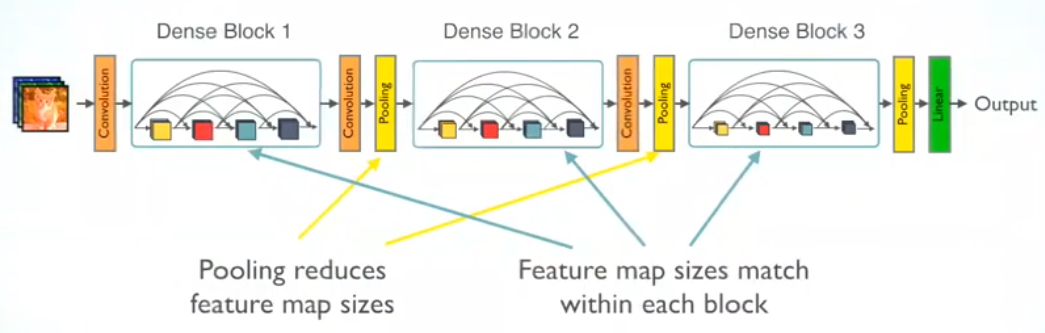 Dense Block 1
Dense Block 2
Dense Block 3
Convolution
Convolution
Pooling
Convolution
Pooling
Pooling
Linear
Output
Pooling reduces
feature map sizes
Feature map sizes match
within each block